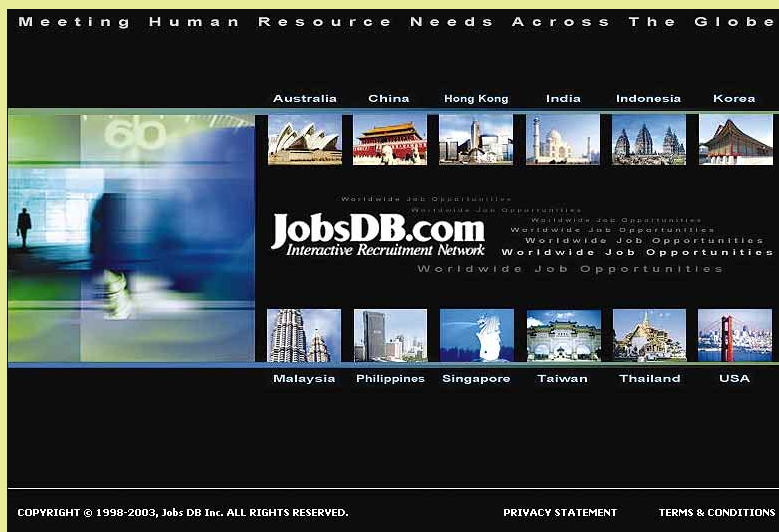 Meeting Human Resource Needs Across The Globe
Australia China Hong Kong India Indonesia Korea
60
Worldwide Job Opportunities
Worldwide Job Opportunities
Worldwide Job Opportunities
Worldwide Job Opportunities
Worldwide Job Opportunities
Worldwide Job Opportunities
Worldwide Job Opportunities
JobsDB.com
Interactive Recruitment Network
Malaysia Philippines Singapore Taiwan Thailand USA
COPYRIGHT © 1998-2003, Jobs DB Inc. ALL RIGHTS RESERVED. PRIVACY STATEMENT TERMS & CONDITIONS